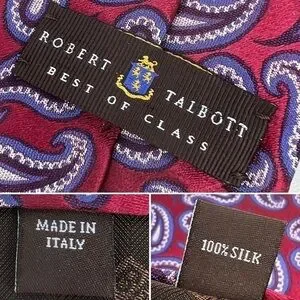 ROBERT TALBOTT
BEST OF CLASS
MADE IN
ITALY
100% SILK